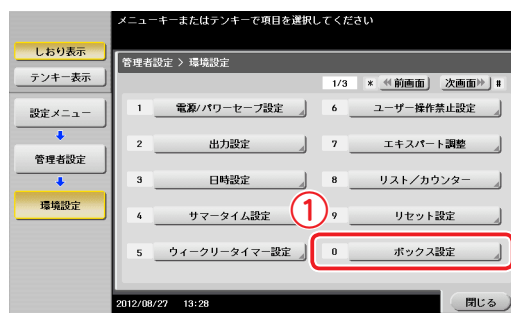 メニューキーまたはテンキーで項目を選択してください
しおり表示
テンキー表示
設定メニュー
管理者設定
環境設定
管理者設定 > 環境設定
1/3 * 前画面 次画面 #
1 電源/パワーセーブ設定
6 ユーザー操作禁止設定
2 出力設定
7 エキスパート調整
3 日時設定
8 リスト/カウンター
4 サマータイム設定
①
9 リセット設定
5 ウィークリータイマー設定
0 ボックス設定
2012/08/27 13:28
閉じる